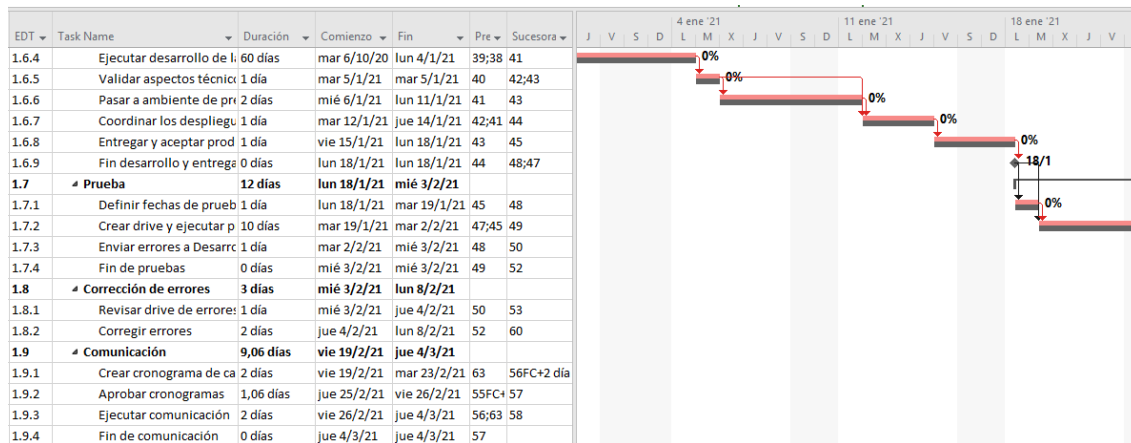 4 ene '21 11 ene '21 18 ene '21
EDT Task Name Duración Comienzo Fin Pre Sucesora J V S D L M X J V S D L M X J V S D L M X J V
1.6.4 Ejecutar desarrollo de l 60 días mar 6/10/20 lun 4/1/21 39;38 41 0%
1.6.5 Validar aspectos técnic 1 día mar 5/1/21 mar 5/1/21 40 42;43 0%
1.6.6 Pasar a ambiente de pr 2 días mié 6/1/21 lun 11/1/21 41 43 0%
1.6.7 Coordinar los despliegu 1 día mar 12/1/21 jue 14/1/21 42;41 44 0%
1.6.8 Entregar y aceptar prod 1 día vie 15/1/21 lun 18/1/21 43 45 0%
1.6.9 Fin desarrollo y entrega 0 días lun 18/1/21 lun 18/1/21 44 48;47 18/1
1.7 Prueba 12 días lun 18/1/21 mié 3/2/21
1.7.1 Definir fechas de prueb 1 día lun 18/1/21 mar 19/1/21 45 48 0%
1.7.2 Crear drive y ejecutar p 10 días mar 19/1/21 mar 2/2/21 47;45 49
1.7.3 Enviar errores a Desarro 1 día mar 2/2/21 mié 3/2/21 48 50
1.7.4 Fin de pruebas 0 días mié 3/2/21 mié 3/2/21 49 52
1.8 Corrección de errores 3 días mié 3/2/21 lun 8/2/21
1.8.1 Revisar drive de errores 1 día mié 3/2/21 jue 4/2/21 50 53
1.8.2 Corregir errores 2 días jue 4/2/21 lun 8/2/21 52 60
1.9 Comunicación 9,06 días vie 19/2/21 jue 4/3/21
1.9.1 Crear cronograma de ca 2 días vie 19/2/21 mar 23/2/21 63 56FC+2 día
1.9.2 Aprobar cronogramas 1,06 días jue 25/2/21 vie 26/2/21 55FC+ 57
1.9.3 Ejecutar comunicación 2 días vie 26/2/21 jue 4/3/21 56;63 58
1.9.4 Fin de comunicación 0 días jue 4/3/21 jue 4/3/21 57